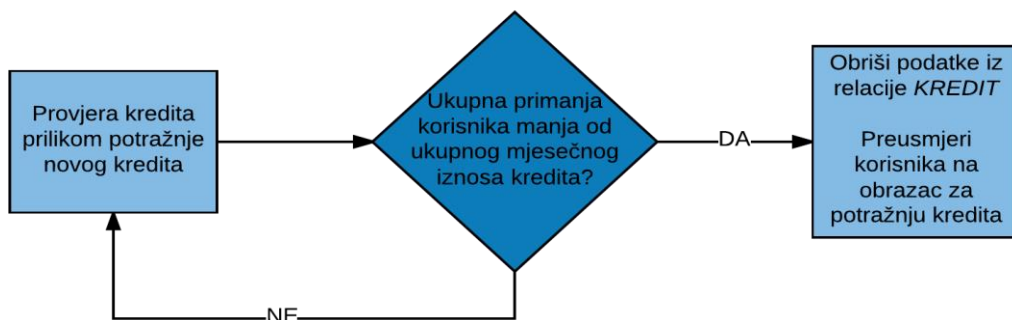 Provjera kredita
prilikom potražnje
novog kredita
Ukupna primanja
korisnika manja od
ukupnog mjesečnog
iznosa kredita?
DA
Obriši podatke iz
relacije KREDIT
Preusmjeri
korisnika na
obrazac za
potražnju kredita
NE